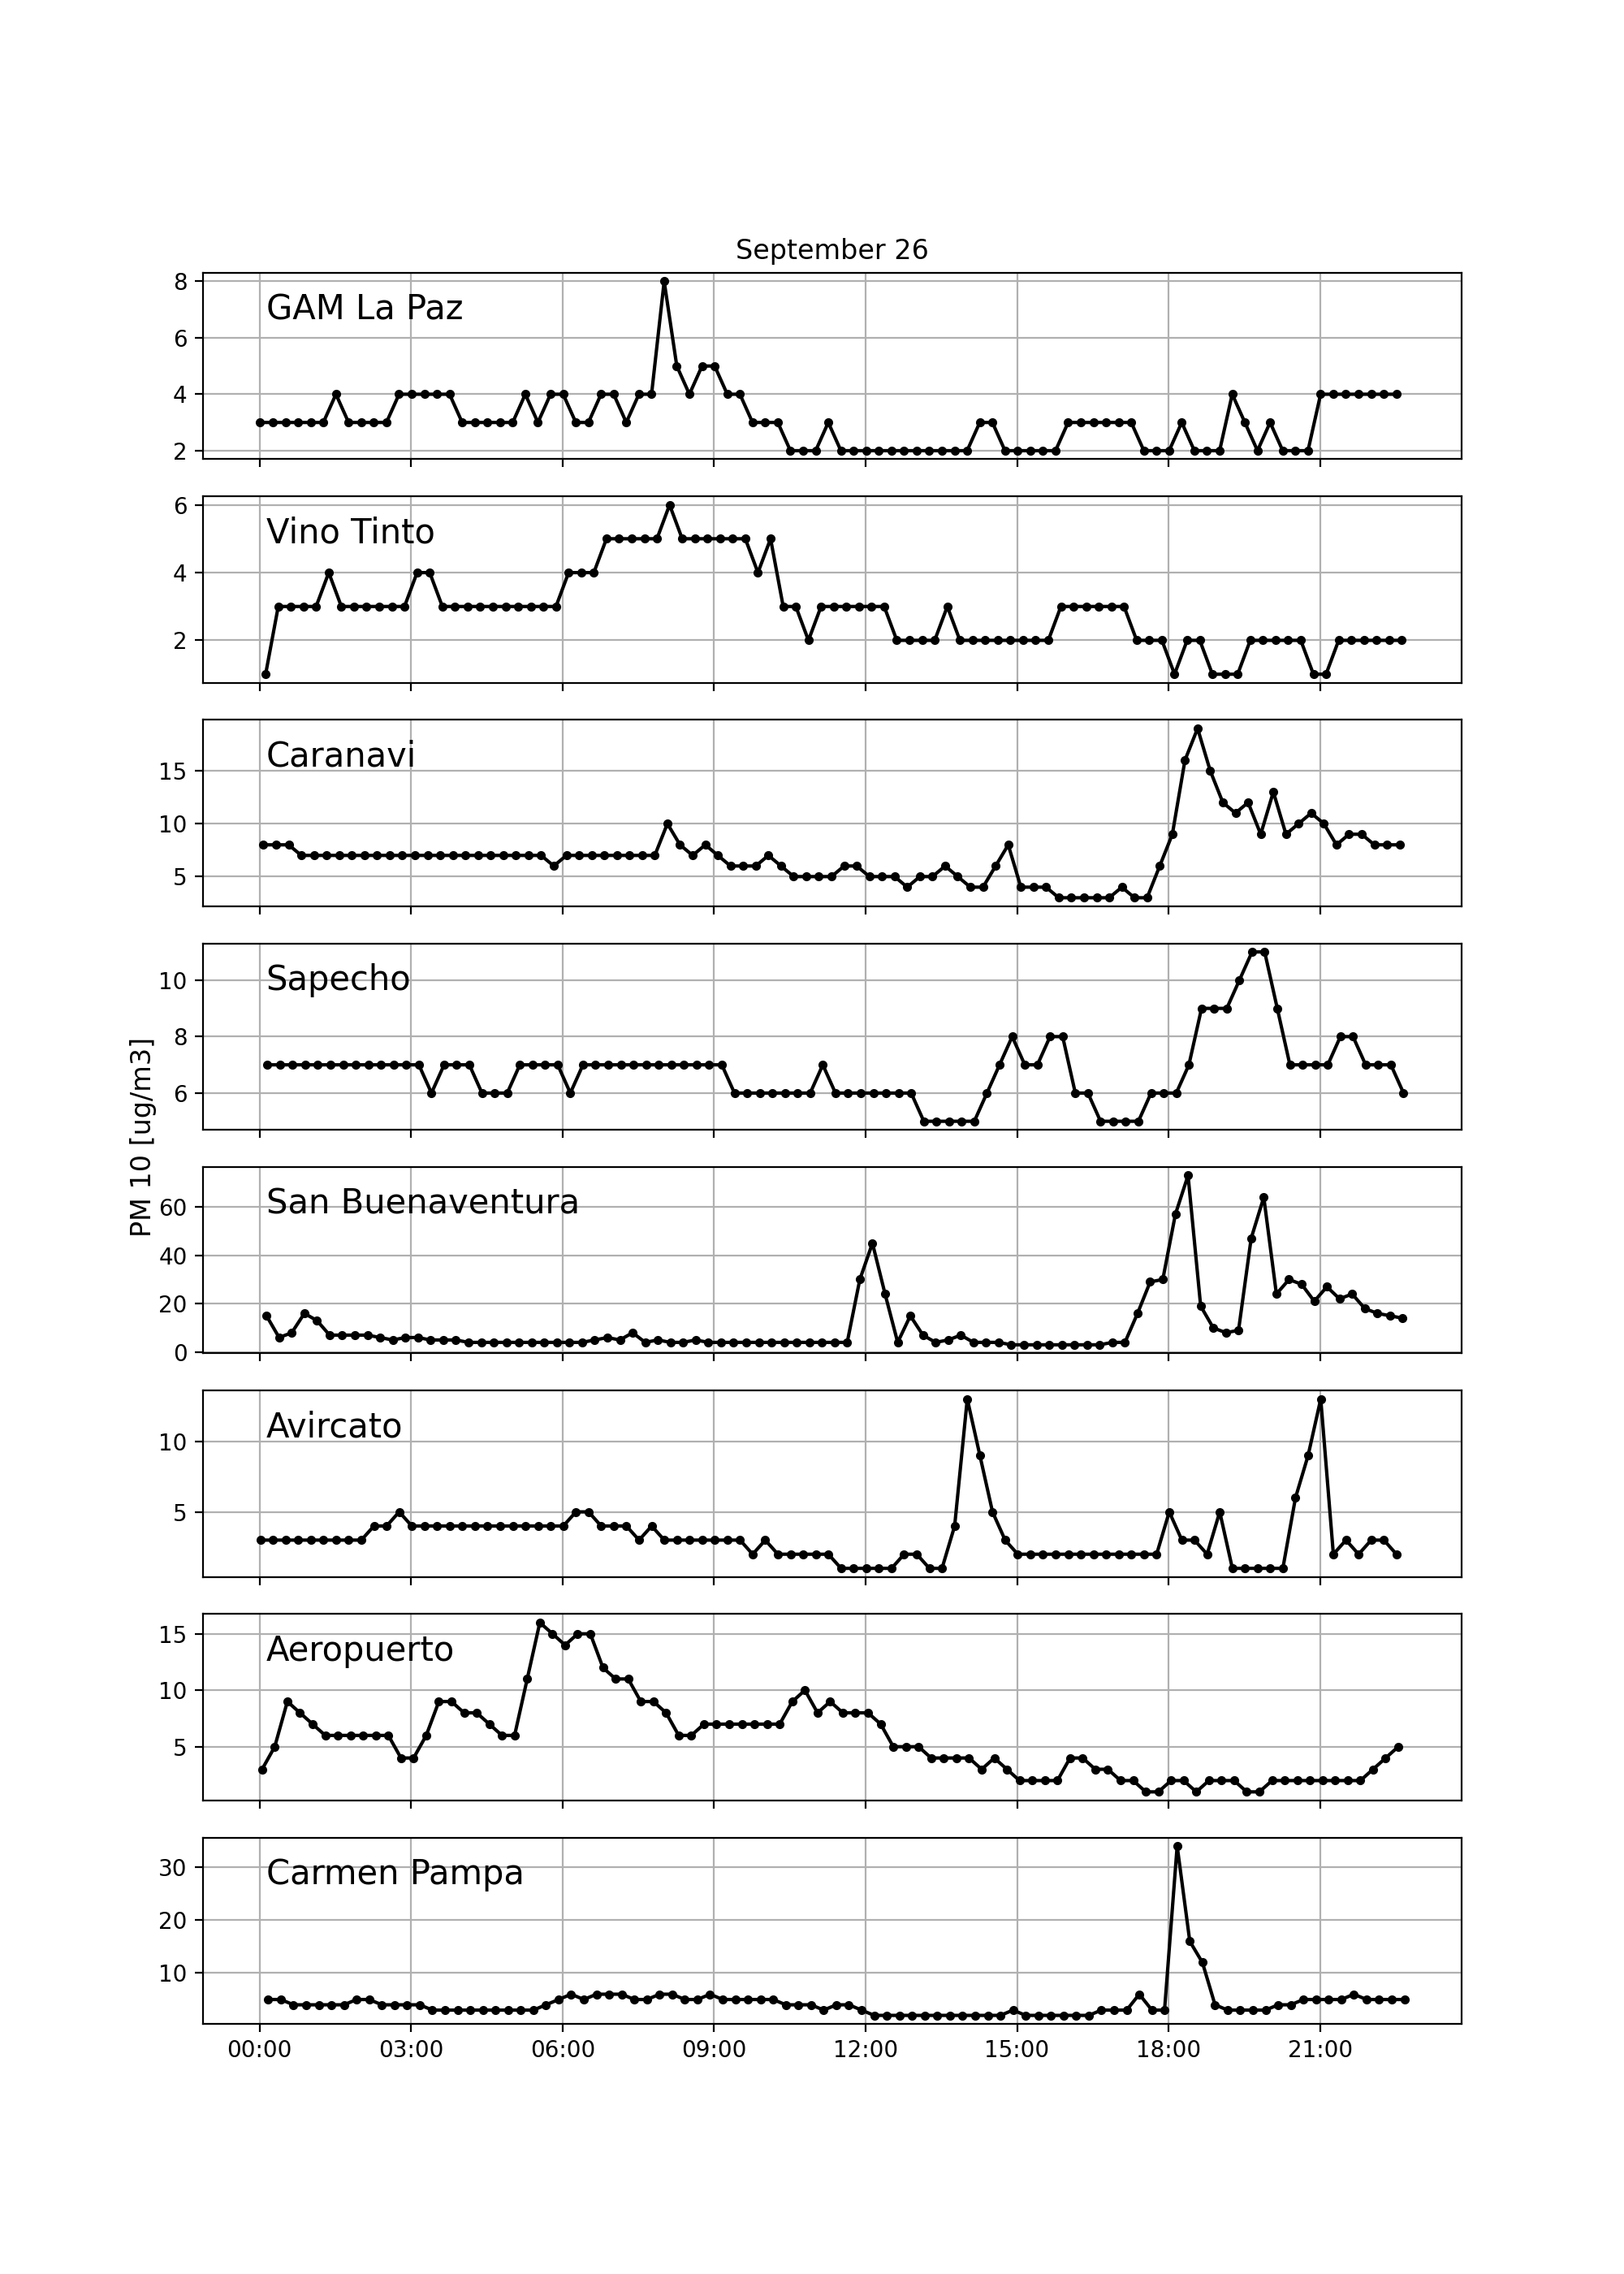 September 26
PM 10 [ug/m3]
GAM La Paz
8
6
4
2
Vino Tinto
6
4
2
Caranavi
15
10
5
Sapecho
10
8
6
San Buenaventura
60
40
20
0
Avircato
10
5
Aeropuerto
15
10
5
Carmen Pampa
30
20
10
00:00 03:00 06:00 09:00 12:00 15:00 18:00 21:00